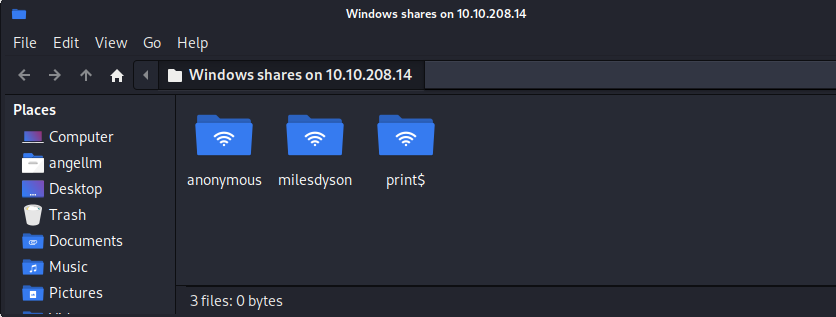 Windows shares on 10.10.208.14
File Edit View Go Help
Windows shares on 10.10.208.14
Places
Computer
angellm
Desktop
Trash
Documents
Music
Pictures
anonymous milesdyson print$
3 files: 0 bytes